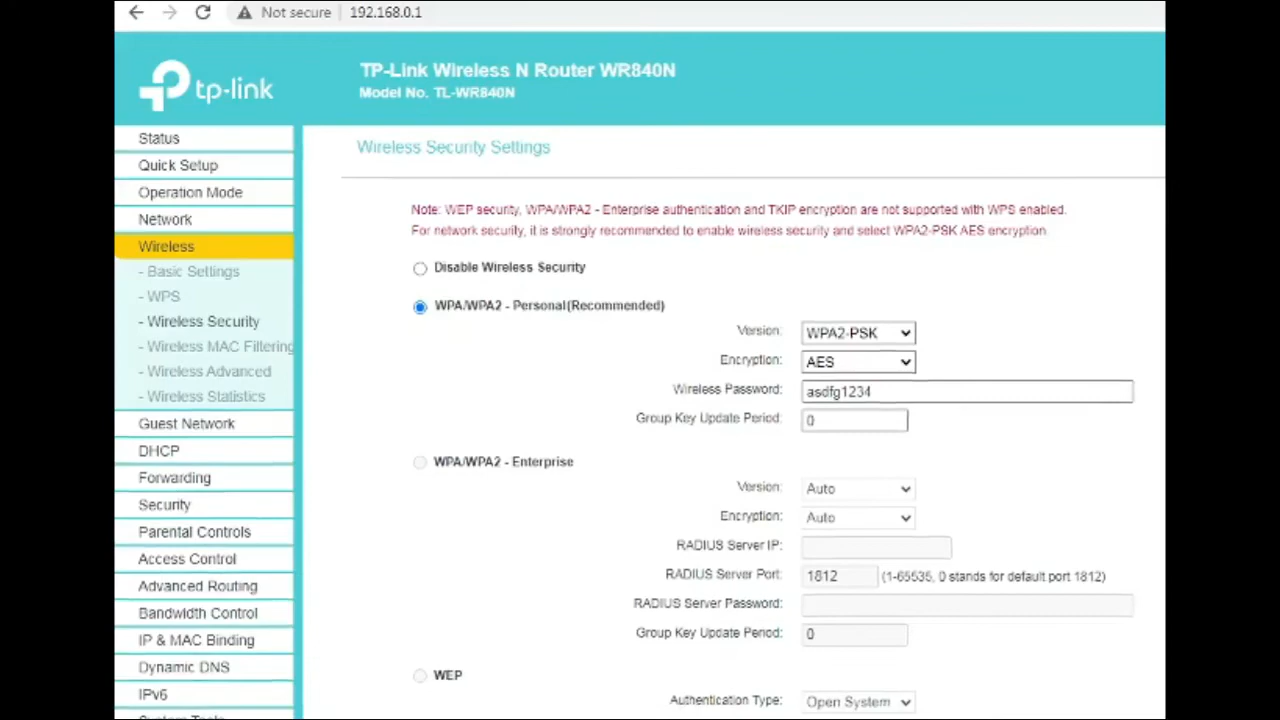 Not secure 192.168.0.1
tp-link
TP-Link Wireless N Router WR840N
Model No. TL-WR840N
Status
Quick Setup
Operation Mode
Network
Wireless
- Basic Settings
- WPS
- Wireless Security
- Wireless MAC Filtering
- Wireless Advanced
- Wireless Statistics
Guest Network
DHCP
Forwarding
Security
Parental Controls
Access Control
Advanced Routing
Bandwidth Control
IP & MAC Binding
Dynamic DNS
IPv6
System Tools
Wireless Security Settings
Note: WEP security, WPA/WPA2 - Enterprise authentication and TKIP encryption are not supported with WPS enabled.
For network security, it is strongly recommended to enable wireless security and select WPA2-PSK AES encryption
Disable Wireless Security
WPA/WPA2 - Personal(Recommended)
Version: WPA2-PSK
Encryption: AES
Wireless Password: asdfg1234
Group Key Update Period: 0
WPA/WPA2 - Enterprise
Version: Auto
Encryption: Auto
RADIUS Server IP:
RADIUS Server Port: 1812 (1-65535, 0 stands for default port 1812)
RADIUS Server Password:
Group Key Update Period: 0
WEP
Authentication Type: Open System